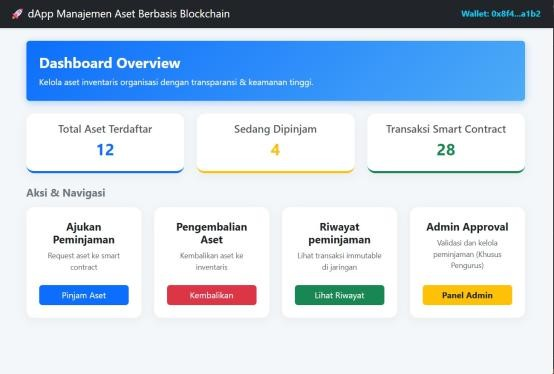 🚀 dApp Manajemen Aset Berbasis Blockchain
Wallet: 0x8f4...a1b2
Dashboard Overview
Kelola aset inventaris organisasi dengan transparansi & keamanan tinggi.
Total Aset Terdaftar
12
Sedang Dipinjam
4
Transaksi Smart Contract
28
Aksi & Navigasi
Ajukan
Peminjaman
Request aset ke smart
contract
Pinjam Aset
Pengembalian
Aset
Kembalikan aset ke
inventaris
Kembalikan
Riwayat
peminjaman
Lihat transaksi immutable
di jaringan
Lihat Riwayat
Admin Approval
Validasi dan kelola
peminjaman (Khusus
Pengurus)
Panel Admin